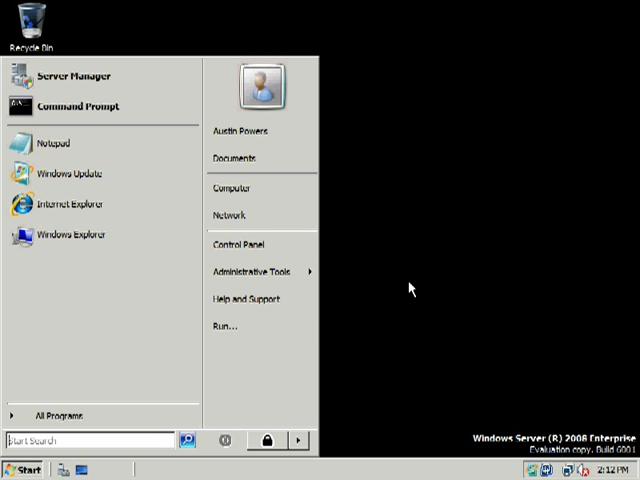 Recycle Bin
Server Manager
Command Prompt
Notepad
Windows Update
Internet Explorer
Windows Explorer
All Programs
Start Search
Austin Powers
Documents
Computer
Network
Control Panel
Administrative Tools
Help and Support
Run...
Windows Server (R) 2008 Enterprise
Evaluation copy. Build 6001
Start
2:12 PM